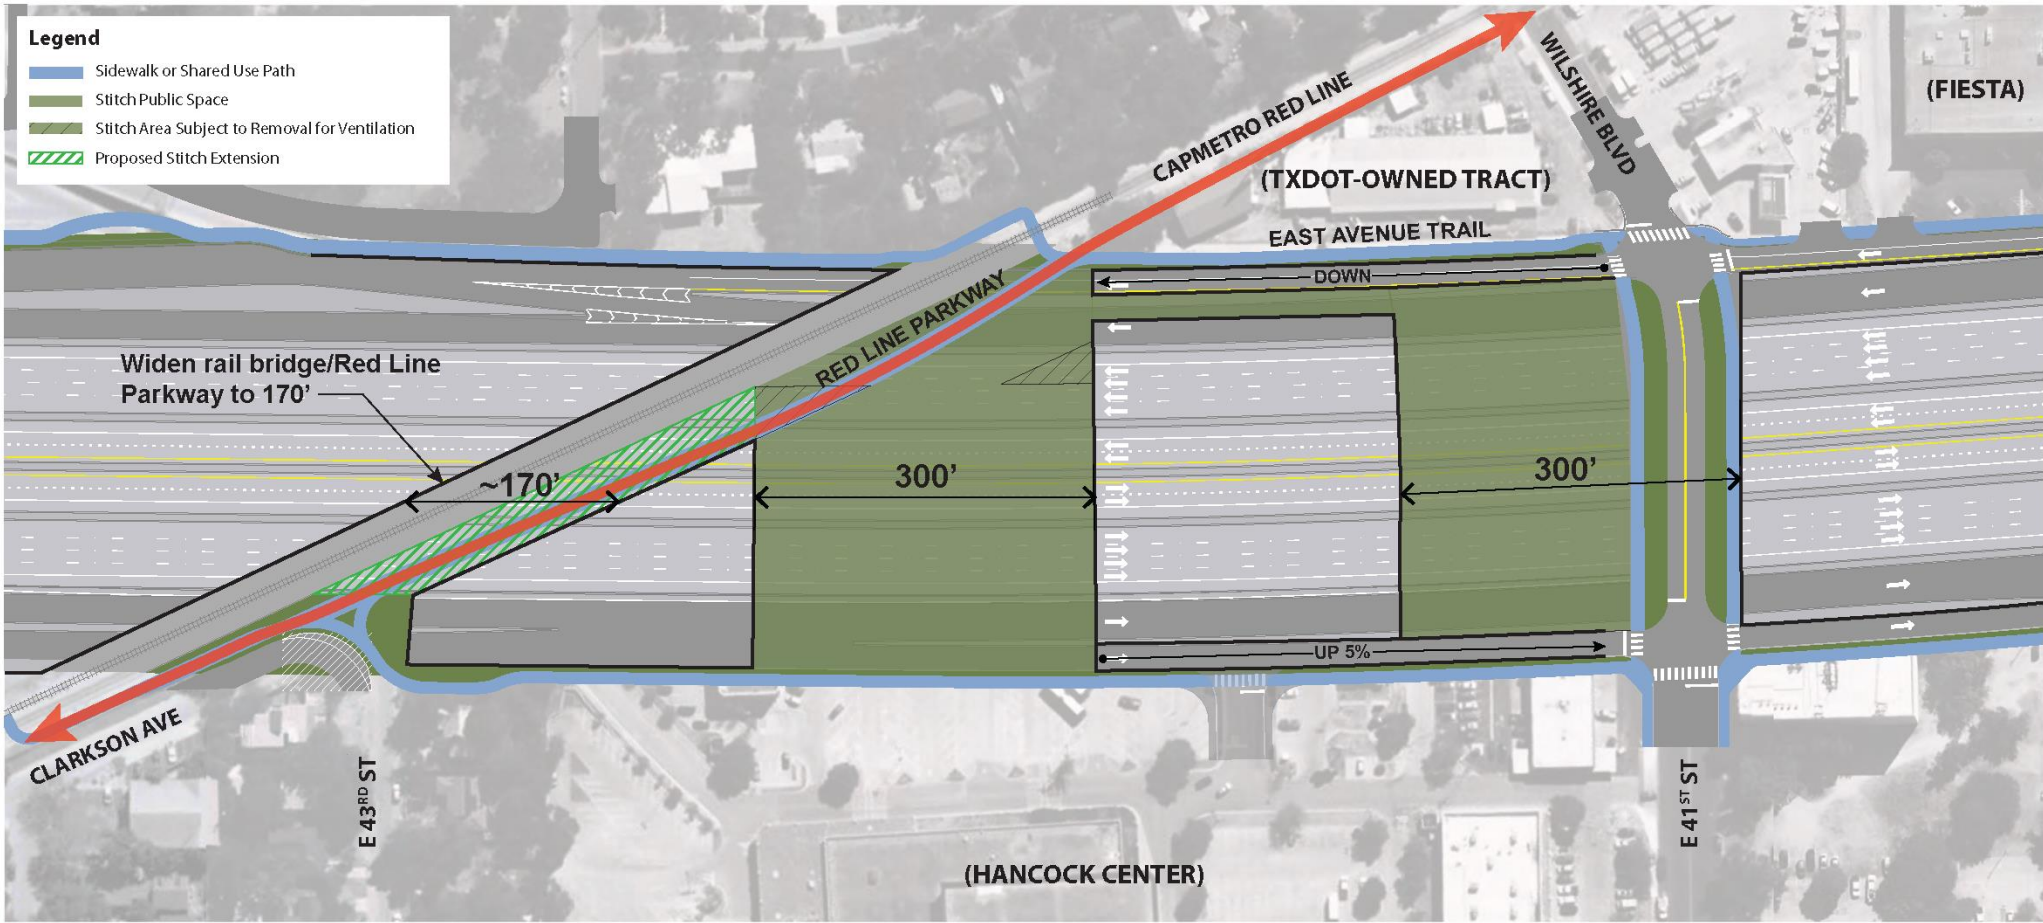 Legend
Sidewalk or Shared Use Path
Stitch Public Space
Stitch Area Subject to Removal for Ventilation
Proposed Stitch Extension
WILSHIRE BLVD
(FIESTA)
CAPMETRO RED LINE
(TXDOT-OWNED TRACT)
EAST AVENUE TRAIL
DOWN
RED LINE PARKWAY
Widen rail bridge/Red Line
Parkway to 170’
~170’
300’
300’
UP 5%
CLARKSON AVE
E 43RD ST
E 41ST ST
(HANCOCK CENTER)